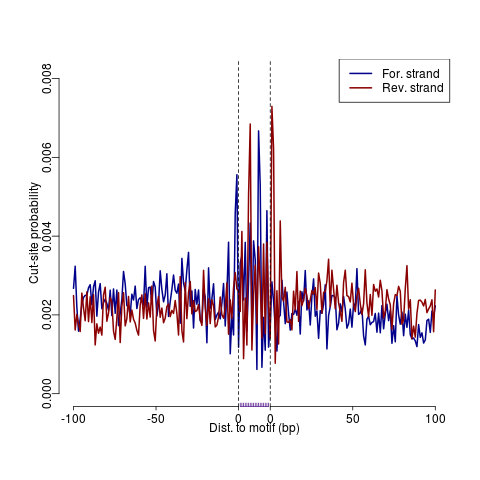 For. strand
Rev. strand
Cut-site probability
0.000
0.002
0.004
0.006
0.008
-100
-50
0
0
50
100
Dist. to motif (bp)